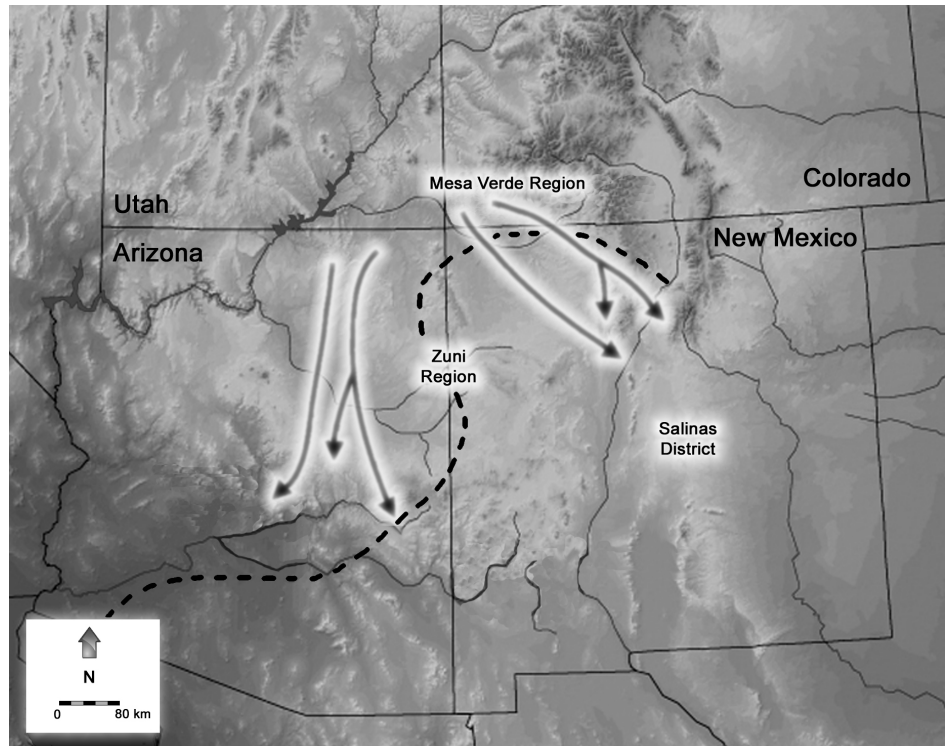 Mesa Verde Region
Colorado
Utah
New Mexico
Arizona
Zuni
Region
Salinas
District
N
0 80 km